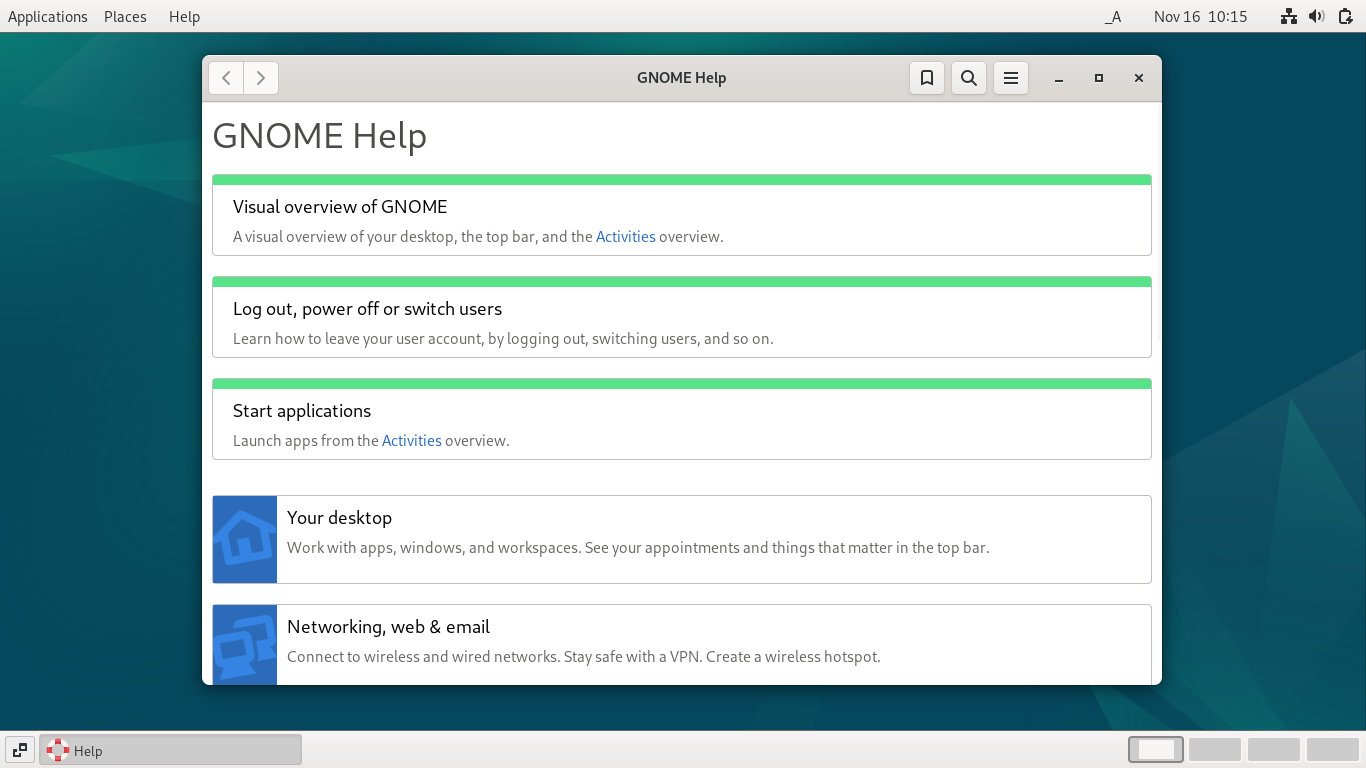 Applications Places Help _A Nov 16 10:15
GNOME Help
GNOME Help
Visual overview of GNOME
A visual overview of your desktop, the top bar, and the Activities overview.
Log out, power off or switch users
Learn how to leave your user account, by logging out, switching users, and so on.
Start applications
Launch apps from the Activities overview.
Your desktop
Work with apps, windows, and workspaces. See your appointments and things that matter in the top bar.
Networking, web & email
Connect to wireless and wired networks. Stay safe with a VPN. Create a wireless hotspot.
Help